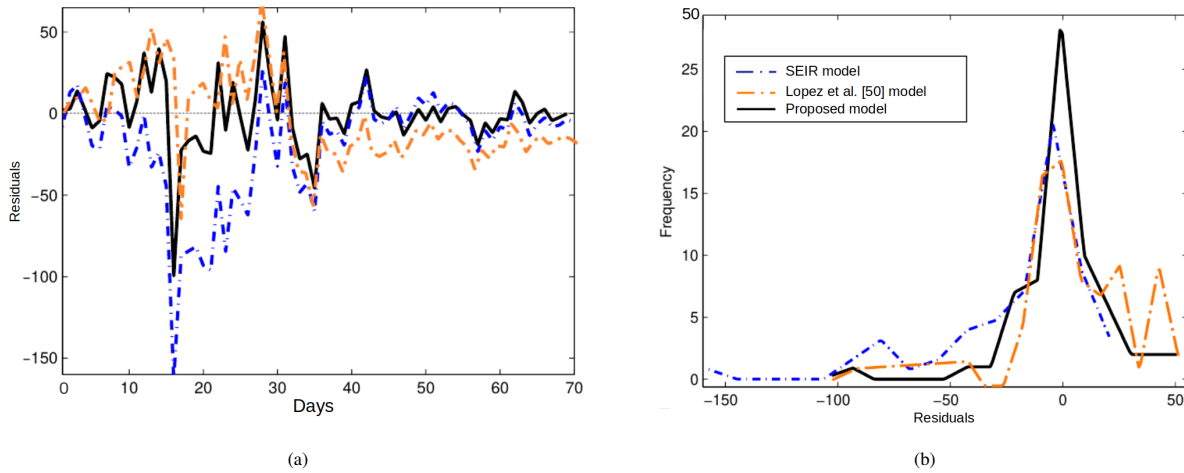 50
0
-50
-100
-150
Residuals
0
10
20
30
40
50
60
70
Days
(a)
50
25
20
15
10
5
0
Frequency
SEIR model
Lopez et al. [50] model
Proposed model
-150
-100
-50
0
50
Residuals
(b)